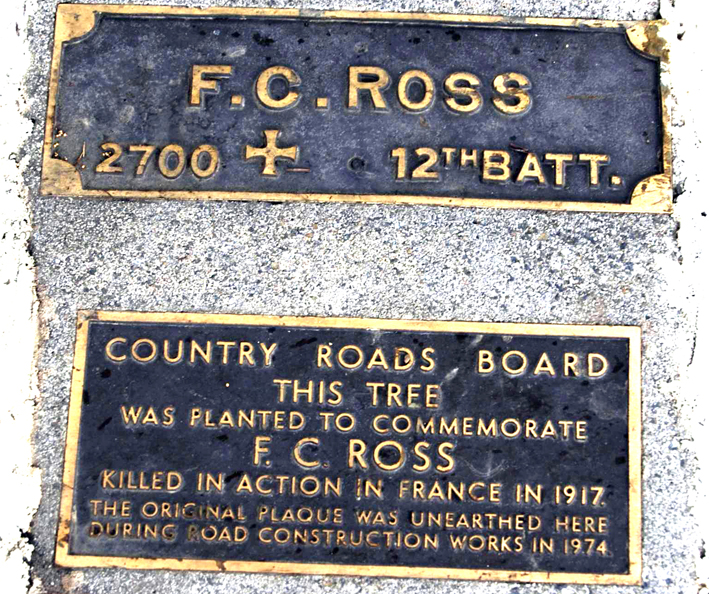 F.C.ROSS
2700 ✠ 12TH BATT.
COUNTRY ROADS BOARD
THIS TREE
WAS PLANTED TO COMMEMORATE
F. C. ROSS
KILLED IN ACTION IN FRANCE IN 1917.
THE ORIGINAL PLAQUE WAS UNEARTHED HERE
DURING ROAD CONSTRUCTION WORKS IN 1974.